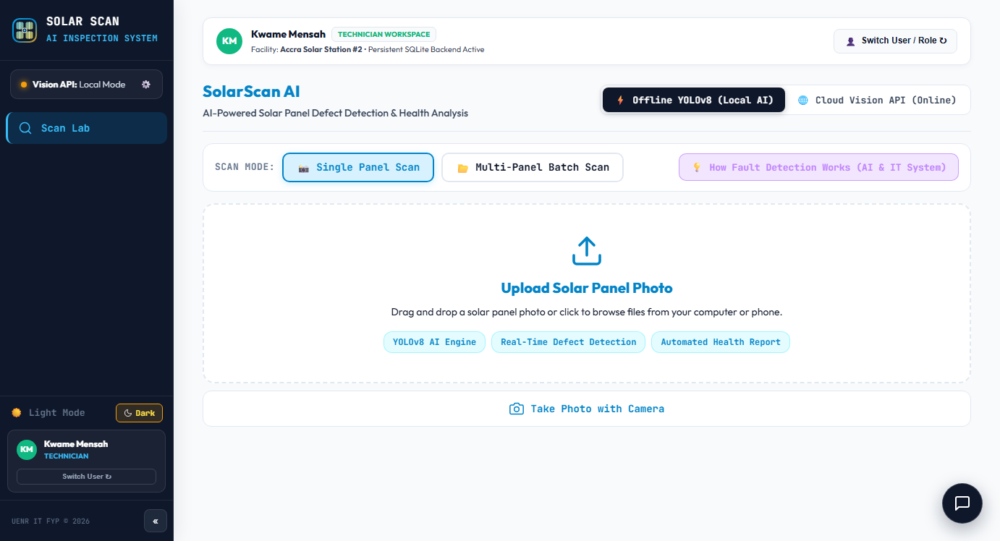 SOLAR SCAN
AI INSPECTION SYSTEM
Vision API: Local Mode
Scan Lab
Light Mode
Dark
KM
Kwame Mensah
TECHNICIAN
Switch User ↻
UENR IT FYP © 2026
«
KM
Kwame Mensah
TECHNICIAN WORKSPACE
Facility: Accra Solar Station #2 • Persistent SQLite Backend Active
Switch User / Role ↻
SolarScan AI
AI-Powered Solar Panel Defect Detection & Health Analysis
Offline YOLOv8 (Local AI)
Cloud Vision API (Online)
SCAN MODE:
Single Panel Scan
Multi-Panel Batch Scan
How Fault Detection Works (AI & IT System)
Upload Solar Panel Photo
Drag and drop a solar panel photo or click to browse files from your computer or phone.
YOLOv8 AI Engine
Real-Time Defect Detection
Automated Health Report
Take Photo with Camera